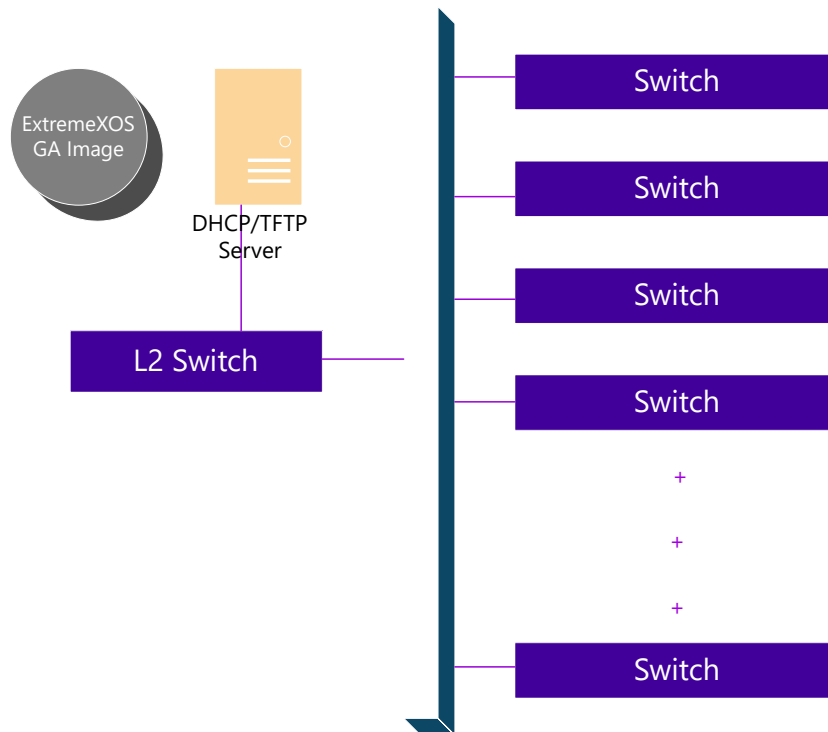 ExtremeXOS
GA Image
DHCP/TFTP
Server
L2 Switch
Switch
Switch
Switch
Switch
+
+
+
Switch